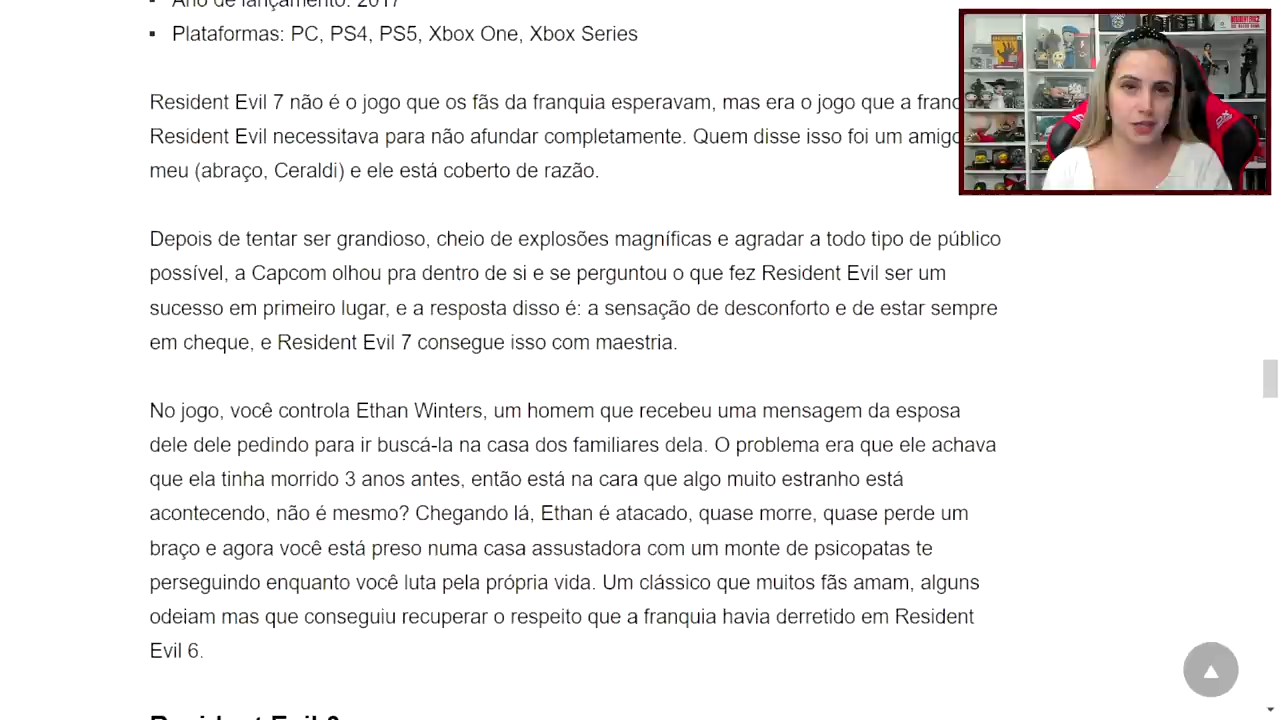 Ano de lançamento: 2017
Plataformas: PC, PS4, PS5, Xbox One, Xbox Series
Resident Evil 7 não é o jogo que os fãs da franquia esperavam, mas era o jogo que a
Resident Evil necessitava para não afundar completamente. Quem disse isso foi um amigo
meu (abraço, Ceraldi) e ele está coberto de razão.
Depois de tentar ser grandioso, cheio de explosões magníficas e agradar a todo tipo de público
possível, a Capcom olhou pra dentro de si e se perguntou o que fez Resident Evil ser um
sucesso em primeiro lugar, e a resposta disso é: a sensação de desconforto e de estar sempre
em cheque, e Resident Evil 7 consegue isso com maestria.
No jogo, você controla Ethan Winters, um homem que recebeu uma mensagem da esposa
dele dele pedindo para ir buscá-la na casa dos familiares dela. O problema era que ele achava
que ela tinha morrido 3 anos antes, então está na cara que algo muito estranho está
acontecendo, não é mesmo? Chegando lá, Ethan é atacado, quase morre, quase perde um
braço e agora você está preso numa casa assustadora com um monte de psicopatas te
perseguindo enquanto você luta pela própria vida. Um clássico que muitos fãs amam, alguns
odeiam mas que conseguiu recuperar o respeito que a franquia havia derretido em Resident
Evil 6.
Resident Evil